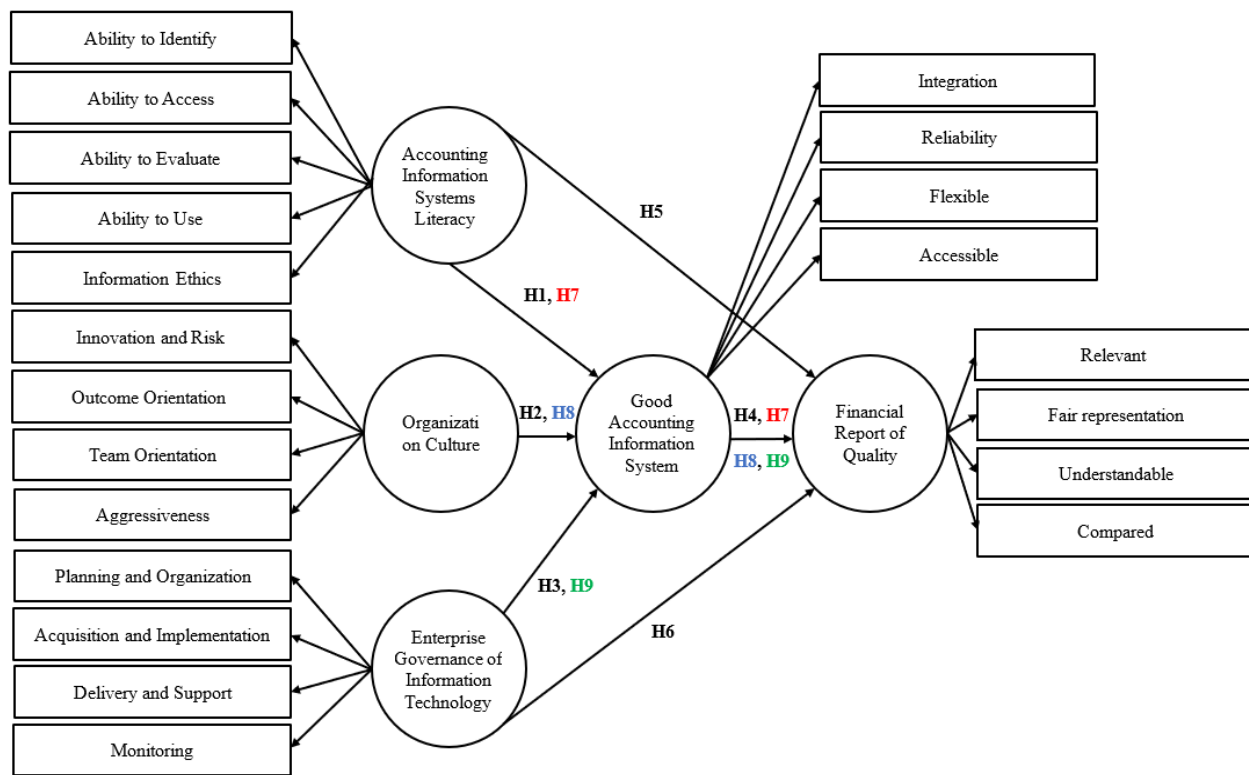 Ability to Identify
Ability to Access
Ability to Evaluate
Ability to Use
Information Ethics
Innovation and Risk
Outcome Orientation
Team Orientation
Aggressiveness
Planning and Organization
Acquisition and Implementation
Delivery and Support
Monitoring
Accounting
Information
Systems
Literacy
Organizati
on Culture
Enterprise
Governance of
Information
Technology
H5
H1, H7
H2, H8
H3, H9
H6
Good
Accounting
Information
System
H4, H7
H8, H9
Integration
Reliability
Flexible
Accessible
Financial
Report of
Quality
Relevant
Fair representation
Understandable
Compared